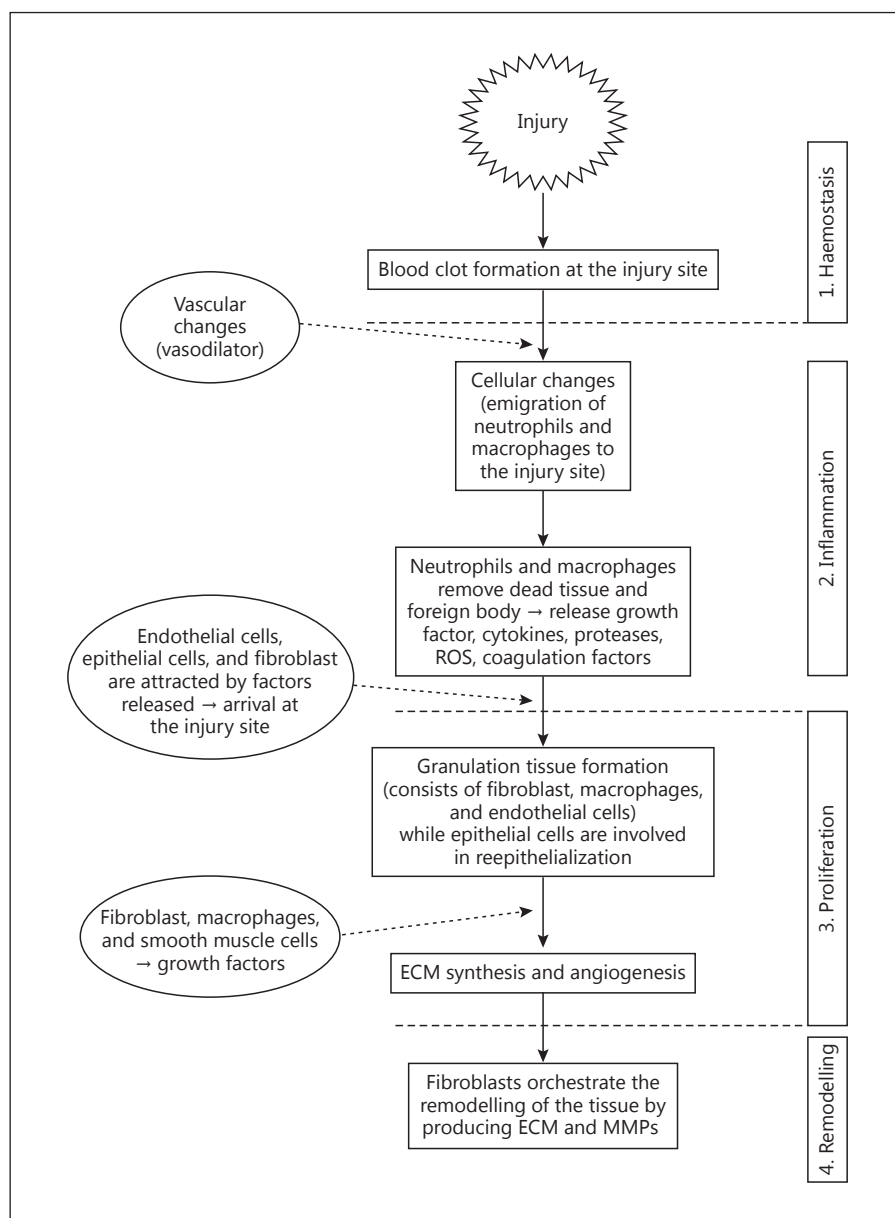 Injury
Blood clot formation at the injury site
1. Haemostasis
Vascular
changes
(vasodilator)
Cellular changes
(emigration of
neutrophils and
macrophages to
the injury site)
2. Inflammation
Neutrophils and macrophages
remove dead tissue and
foreign body → release growth
factor, cytokines, proteases,
ROS, coagulation factors
Endothelial cells,
epithelial cells, and fibroblast
are attracted by factors
released → arrival at
the injury site
Granulation tissue formation
(consists of fibroblast, macrophages,
and endothelial cells)
while epithelial cells are involved
in reepithelialization
3. Proliferation
Fibroblast, macrophages,
and smooth muscle cells
→ growth factors
ECM synthesis and angiogenesis
Fibroblasts orchestrate the
remodelling of the tissue by
producing ECM and MMPs
4. Remodelling